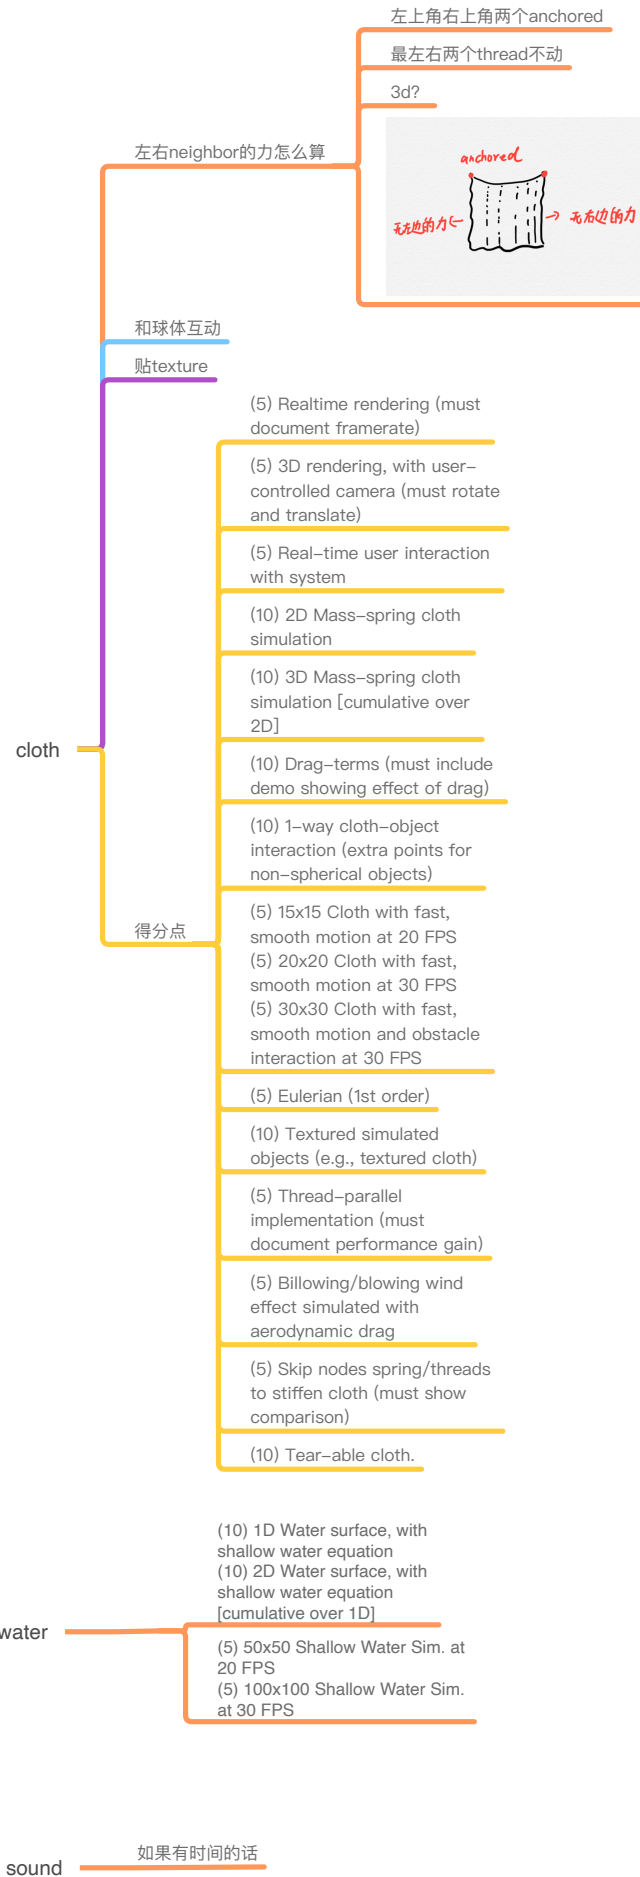 左上角右上角两个anchored
最左右两个thread不动
3d?
左右neighbor的力怎么算
anchored
无左边的力
无右边的力
和球体互动
贴texture
(5) Realtime rendering (must
document framerate)
(5) 3D rendering, with user-
controlled camera (must rotate
and translate)
(5) Real-time user interaction
with system
(10) 2D Mass-spring cloth
simulation
(10) 3D Mass-spring cloth
simulation [cumulative over
2D]
cloth
(10) Drag-terms (must include
demo showing effect of drag)
(10) 1-way cloth-object
interaction (extra points for
non-spherical objects)
得分点
(5) 15x15 Cloth with fast,
smooth motion at 20 FPS
(5) 20x20 Cloth with fast,
smooth motion at 30 FPS
(5) 30x30 Cloth with fast,
smooth motion and obstacle
interaction at 30 FPS
(5) Eulerian (1st order)
(10) Textured simulated
objects (e.g., textured cloth)
(5) Thread-parallel
implementation (must
document performance gain)
(5) Billowing/blowing wind
effect simulated with
aerodynamic drag
(5) Skip nodes spring/threads
to stiffen cloth (must show
comparison)
(10) Tear-able cloth.
(10) 1D Water surface, with
shallow water equation
(10) 2D Water surface, with
shallow water equation
[cumulative over 1D]
water
(5) 50x50 Shallow Water Sim. at
20 FPS
(5) 100x100 Shallow Water Sim.
at 30 FPS
如果有时间的话
sound